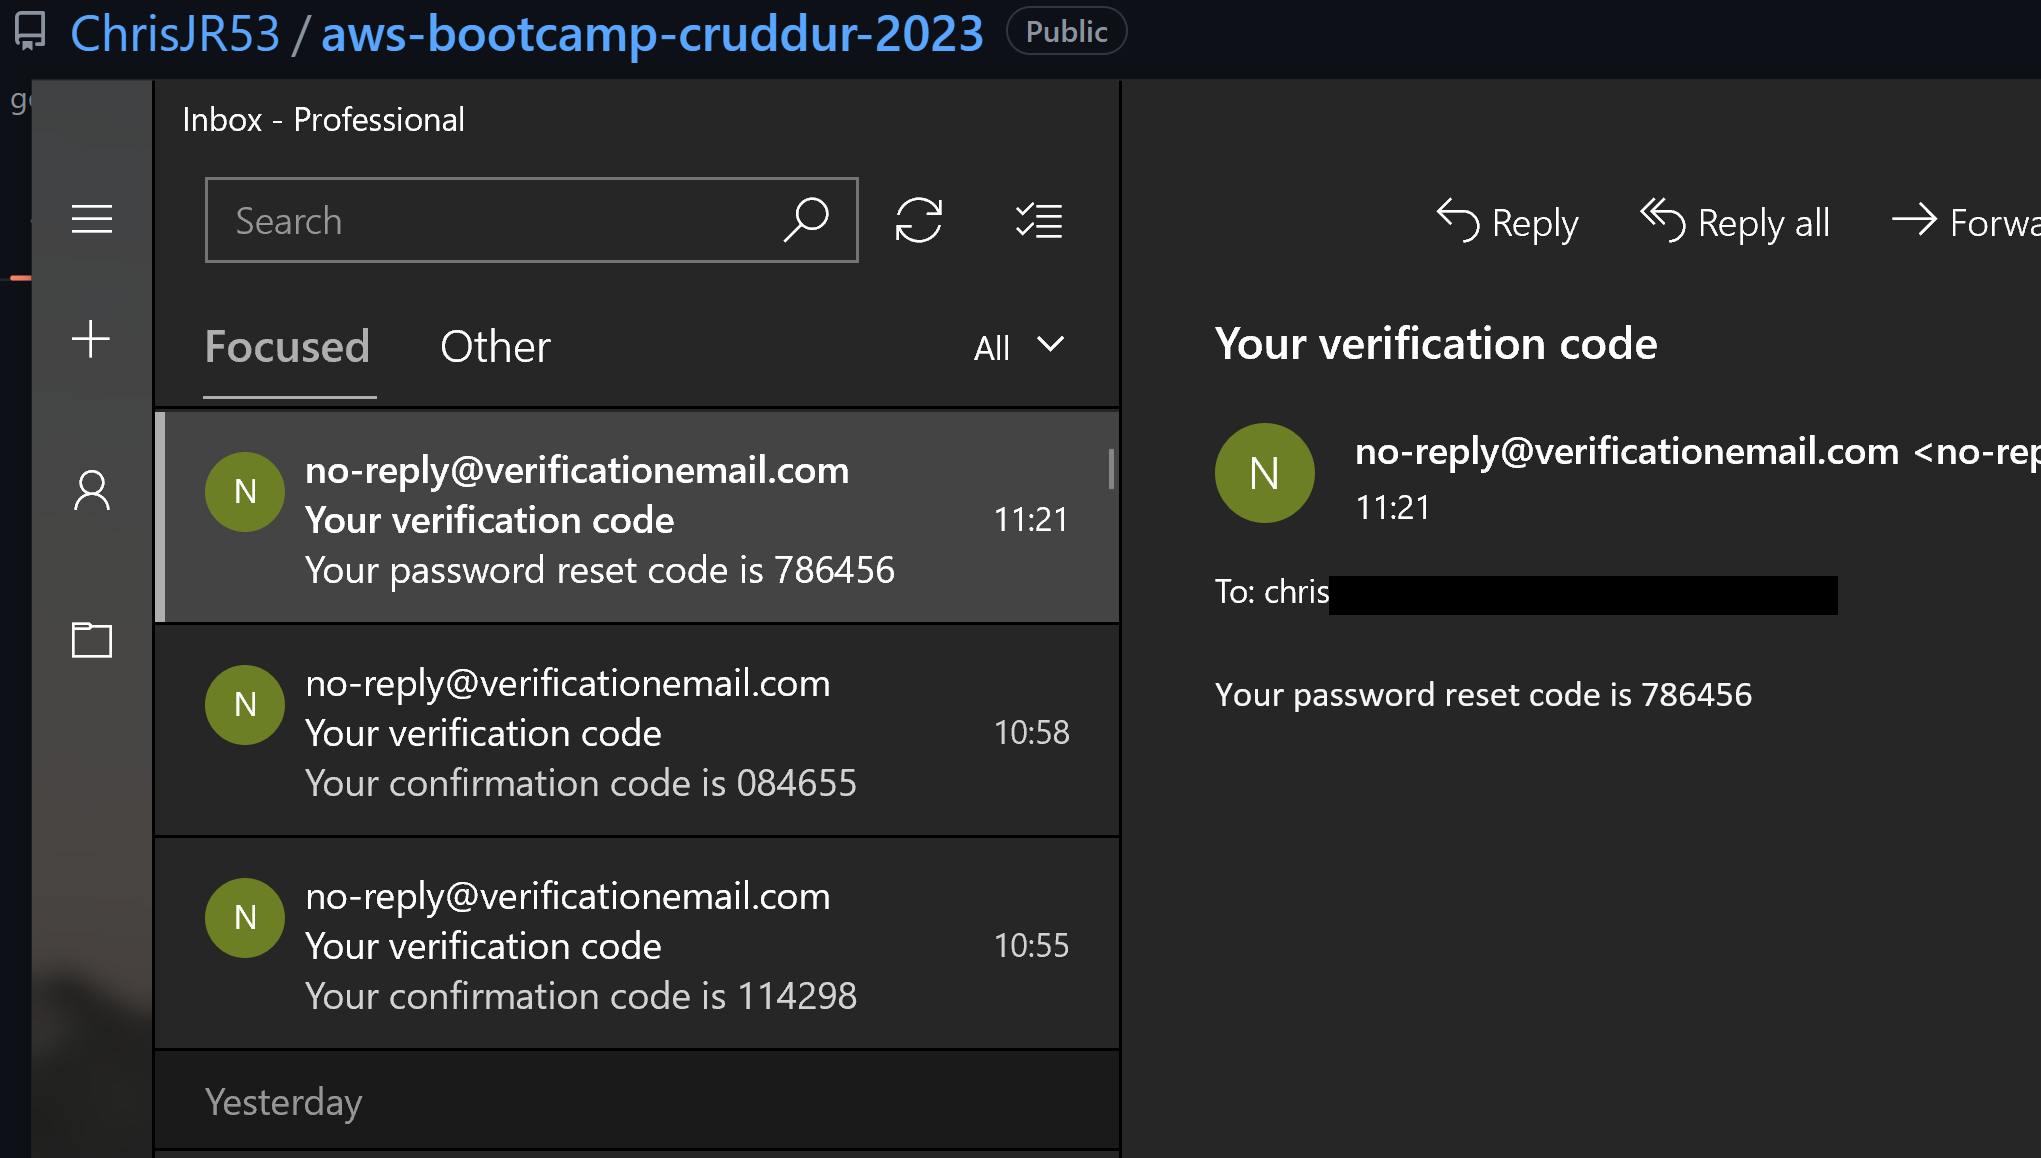 ChrisJR53 / aws-bootcamp-cruddur-2023 Public
Inbox - Professional
Search
Focused Other All
no-reply@verificationemail.com
Your verification code 11:21
Your password reset code is 786456
no-reply@verificationemail.com
Your verification code 10:58
Your confirmation code is 084655
no-reply@verificationemail.com
Your verification code 10:55
Your confirmation code is 114298
Yesterday
Reply Reply all
Your verification code
N no-reply@verificationemail.com
11:21
To: chris
Your password reset code is 786456